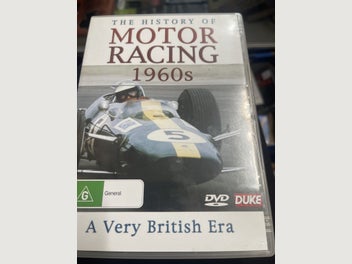 THE HISTORY OF
MOTOR
RACING
1960s
5
G
General
DVD
DUKE
A Very British Era